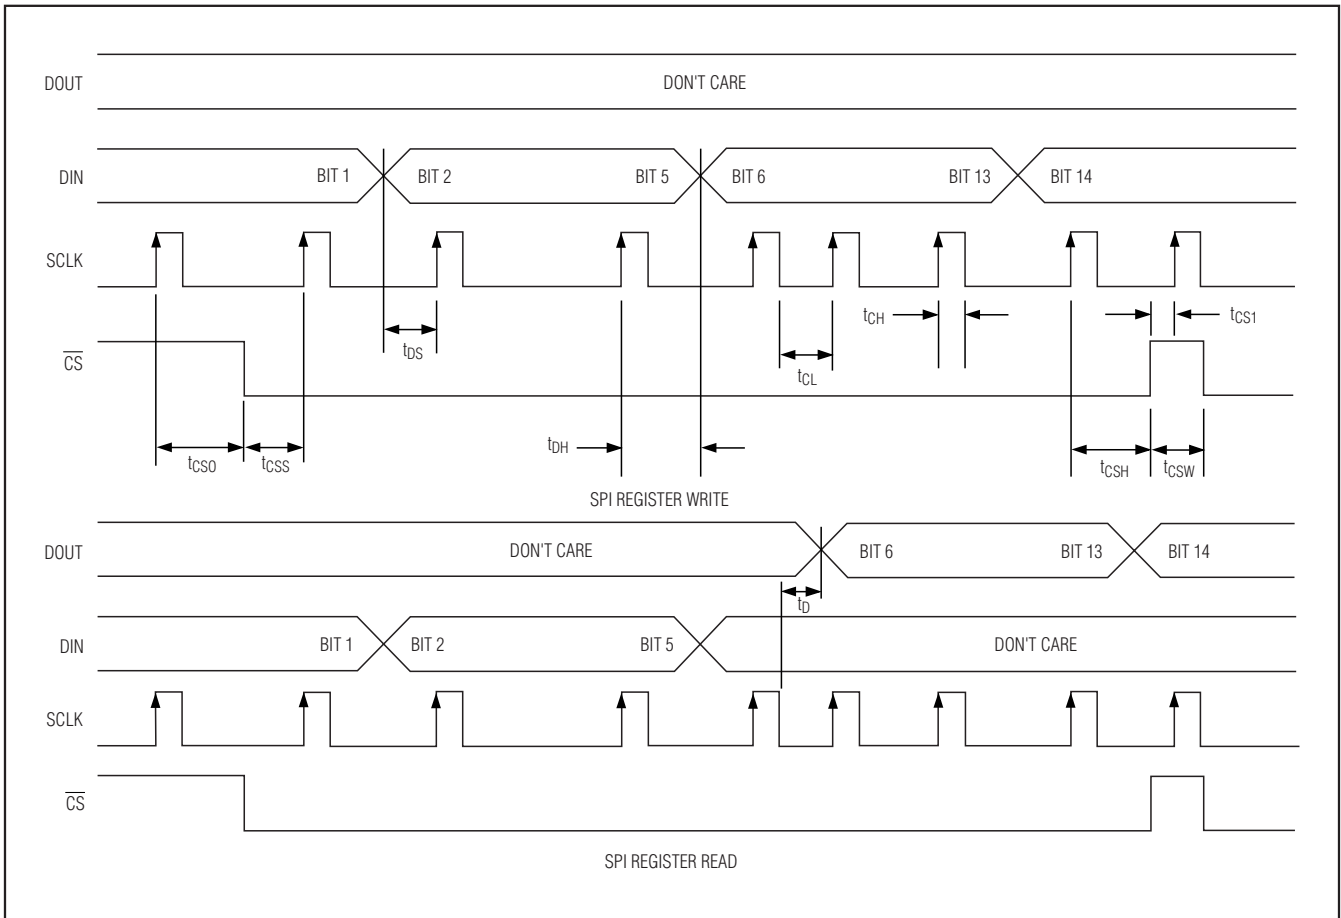 DOUT
DON'T CARE
DIN
BIT 1
BIT 2
BIT 5
BIT 6
BIT 13
BIT 14
SCLK
tCH
tCS1
tDS
CS
tCL
tDH
tCSO
tCSS
tCSH
tCSW
SPI REGISTER WRITE
DOUT
DON'T CARE
BIT 6
BIT 13
BIT 14
tD
DIN
BIT 1
BIT 2
BIT 5
DON'T CARE
SCLK
CS
SPI REGISTER READ